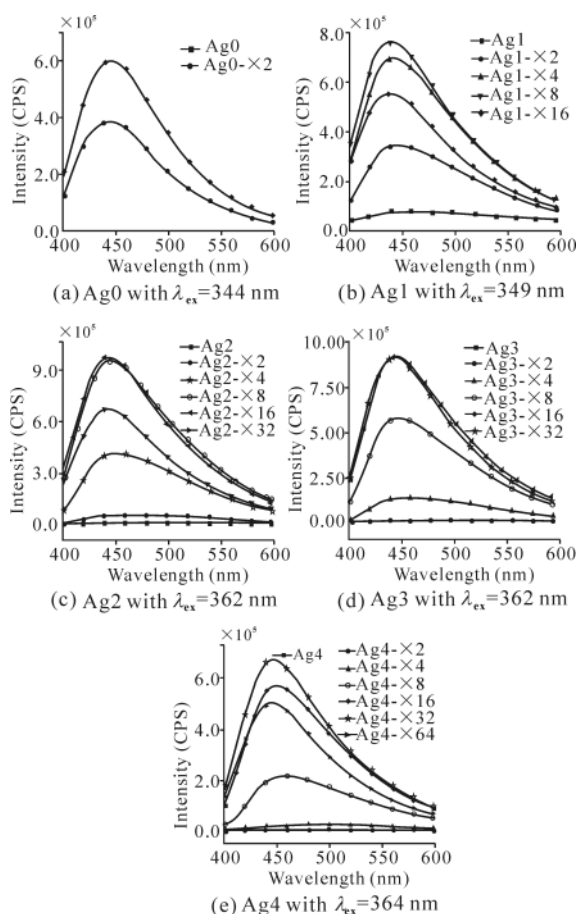 ×10⁵
Ag0
Ag0-×2
6.0
4.0
2.0
0.0
Intensity (CPS)
400 450 500 550 600
Wavelength (nm)
(a) Ag0 with λex=344 nm
×10⁵
Ag1
Ag1-×2
Ag1-×4
Ag1-×8
Ag1-×16
8.0
6.0
4.0
2.0
0.0
Intensity (CPS)
400 450 500 550 600
Wavelength (nm)
(b) Ag1 with λex=349 nm
×10⁵
Ag2
Ag2-×2
Ag2-×4
Ag2-×8
Ag2-×16
Ag2-×32
9.0
6.0
3.0
0.0
Intensity (CPS)
400 450 500 550 600
Wavelength (nm)
(c) Ag2 with λex=362 nm
×10⁵
Ag3
Ag3-×2
Ag3-×4
Ag3-×8
Ag3-×16
Ag3-×32
10.00
7.50
5.00
2.50
0.00
Intensity (CPS)
400 450 500 550 600
Wavelength (nm)
(d) Ag3 with λex=362 nm
×10⁵
Ag4
Ag4-×2
Ag4-×4
Ag4-×8
Ag4-×16
Ag4-×32
Ag4-×64
6.0
4.0
2.0
0.0
Intensity (CPS)
400 450 500 550 600
Wavelength (nm)
(e) Ag4 with λex=364 nm